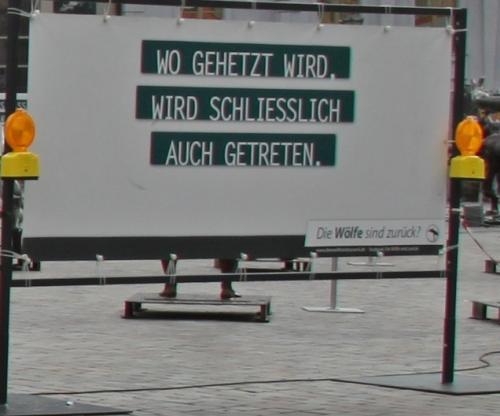 WO GEHETZT WIRD,
WIRD SCHLIESSLICH
AUCH GETRETEN.
Die Wölfe sind zurück?